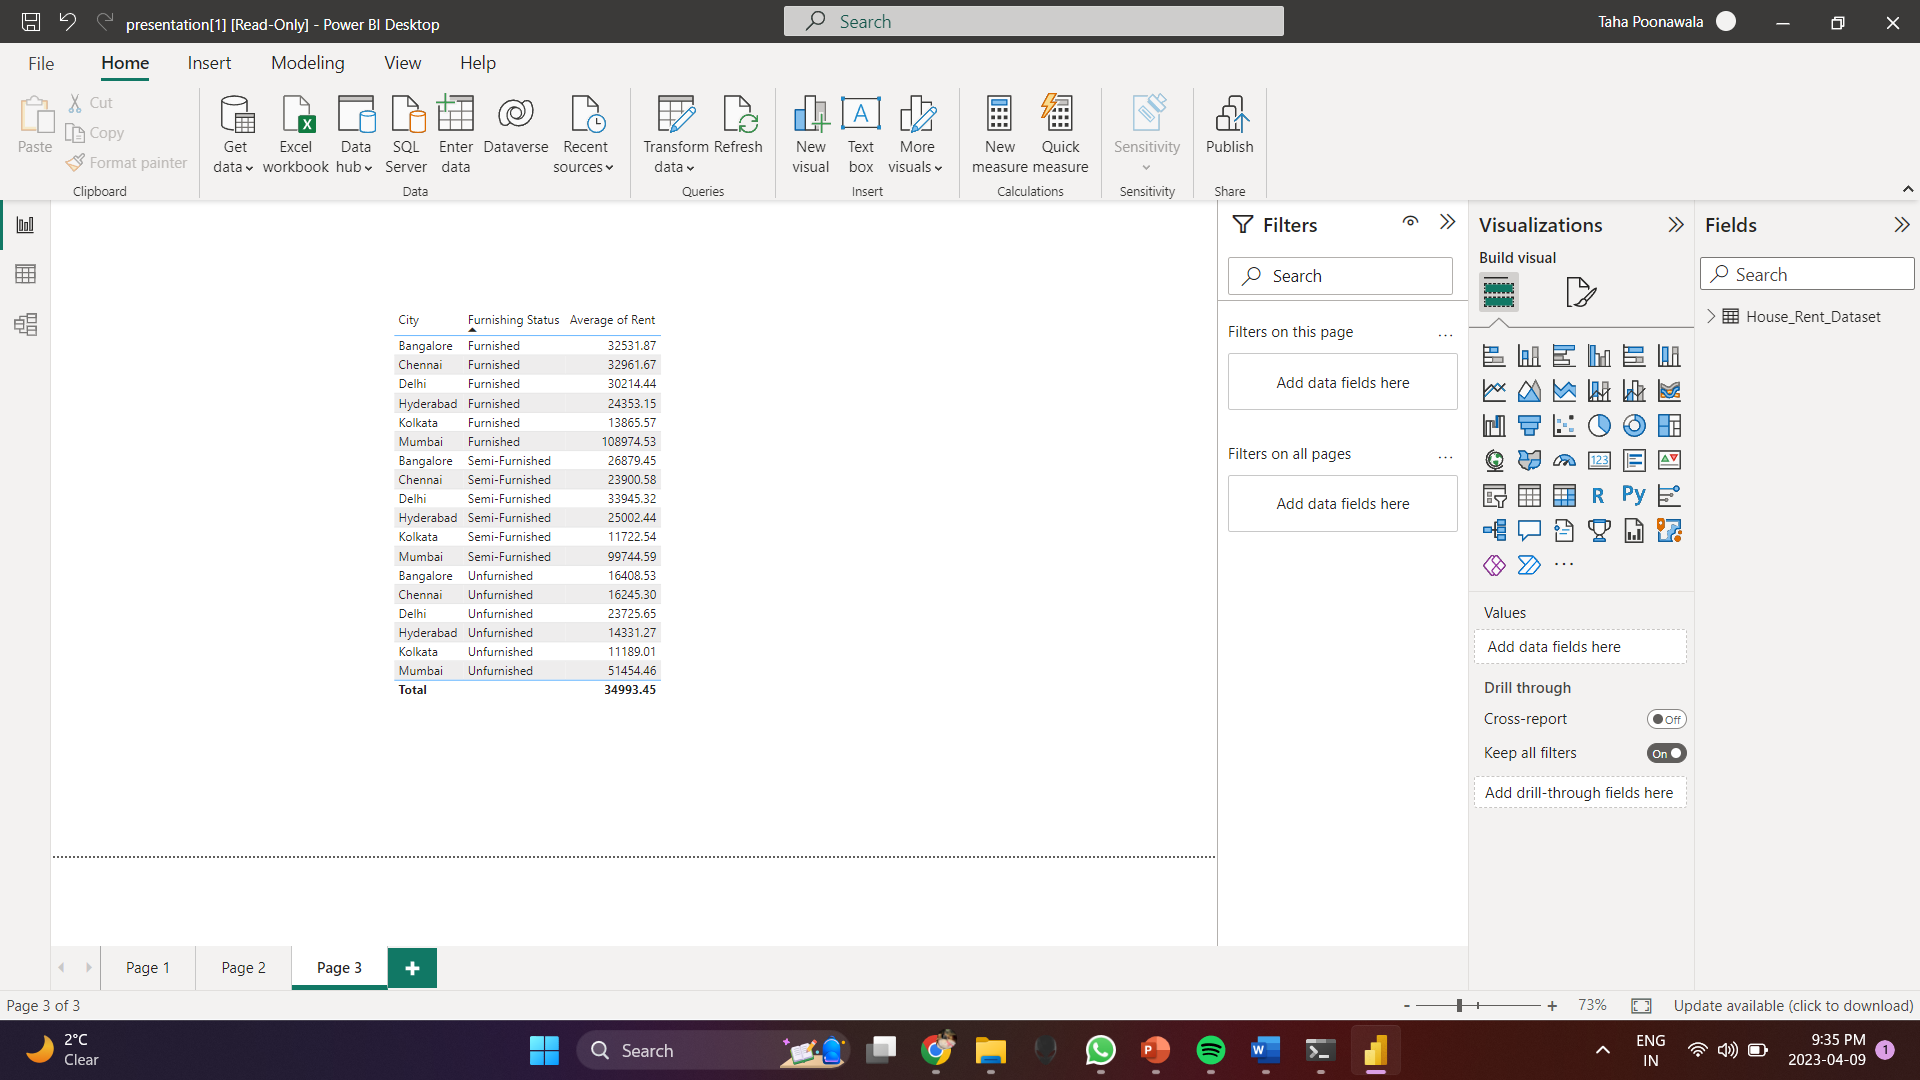 presentation[1] [Read-Only] - Power BI Desktop
Search
Taha Poonawala
File
Home
Insert
Modeling
View
Help
Paste
Cut
Copy
Format painter
Clipboard
Get data
Excel workbook
Data hub
SQL Server
Enter data
Dataverse
Recent sources
Data
Transform data
Refresh
Queries
New visual
A
Text box
More visuals
Insert
New measure
Quick measure
Calculations
Sensitivity
Sensitivity
Publish
Share
City Furnishing Status Average of Rent
Bangalore Furnished 32531.87
Chennai Furnished 32961.67
Delhi Furnished 30214.44
Hyderabad Furnished 24353.15
Kolkata Furnished 13865.57
Mumbai Furnished 108974.53
Bangalore Semi-Furnished 26879.45
Chennai Semi-Furnished 23900.58
Delhi Semi-Furnished 33945.32
Hyderabad Semi-Furnished 25002.44
Kolkata Semi-Furnished 11722.54
Mumbai Semi-Furnished 99744.59
Bangalore Unfurnished 16408.53
Chennai Unfurnished 16245.30
Delhi Unfurnished 23725.65
Hyderabad Unfurnished 14331.27
Kolkata Unfurnished 11189.01
Mumbai Unfurnished 51454.46
Total 34993.45
Filters
Search
Filters on this page ...
Add data fields here
Filters on all pages ...
Add data fields here
Visualizations
Build visual
123
R
Py
...
Values
Add data fields here
Drill through
Cross-report Off
Keep all filters On
Add drill-through fields here
Fields
Search
House_Rent_Dataset
Page 1
Page 2
Page 3
+
Page 3 of 3
- + 73%
Update available (click to download)
2°C
Clear
Search
ENG
IN
9:35 PM
2023-04-09
1